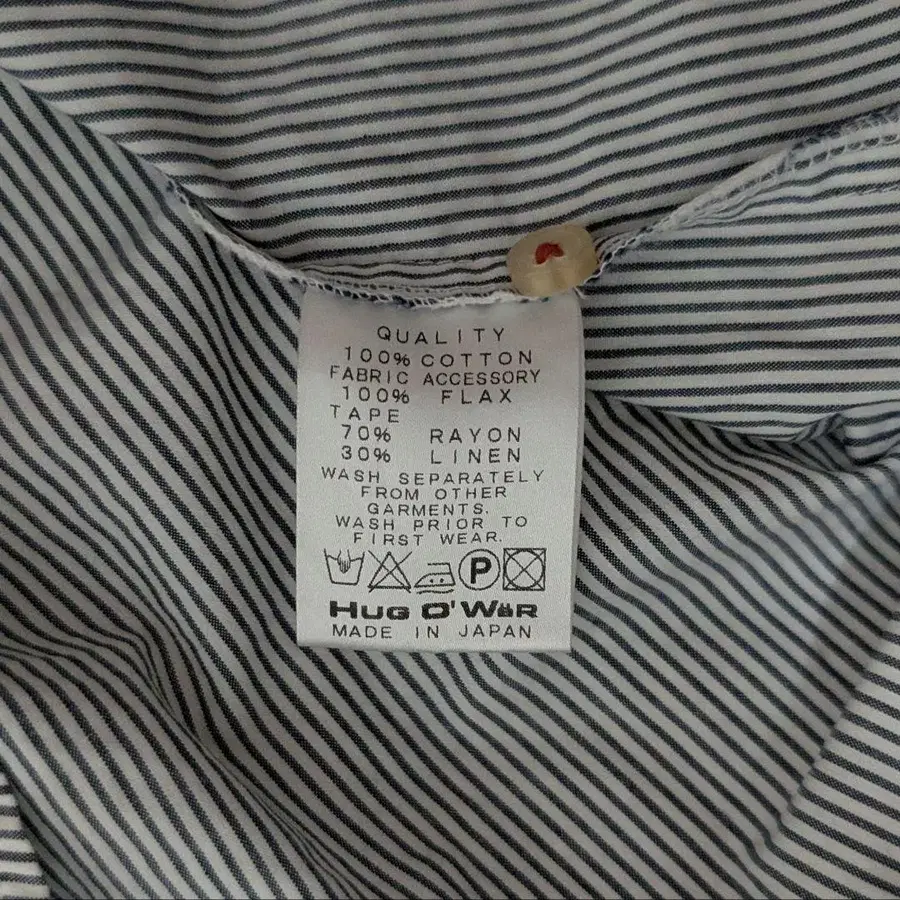 QUALITY
100% COTTON
FABRIC ACCESSORY
100% FLAX
TAPE
70% RAYON
30% LINEN
WASH SEPARATELY
FROM OTHER
GARMENTS.
WASH PRIOR TO
FIRST WEAR.
P
HUG O'WAR
MADE IN JAPAN